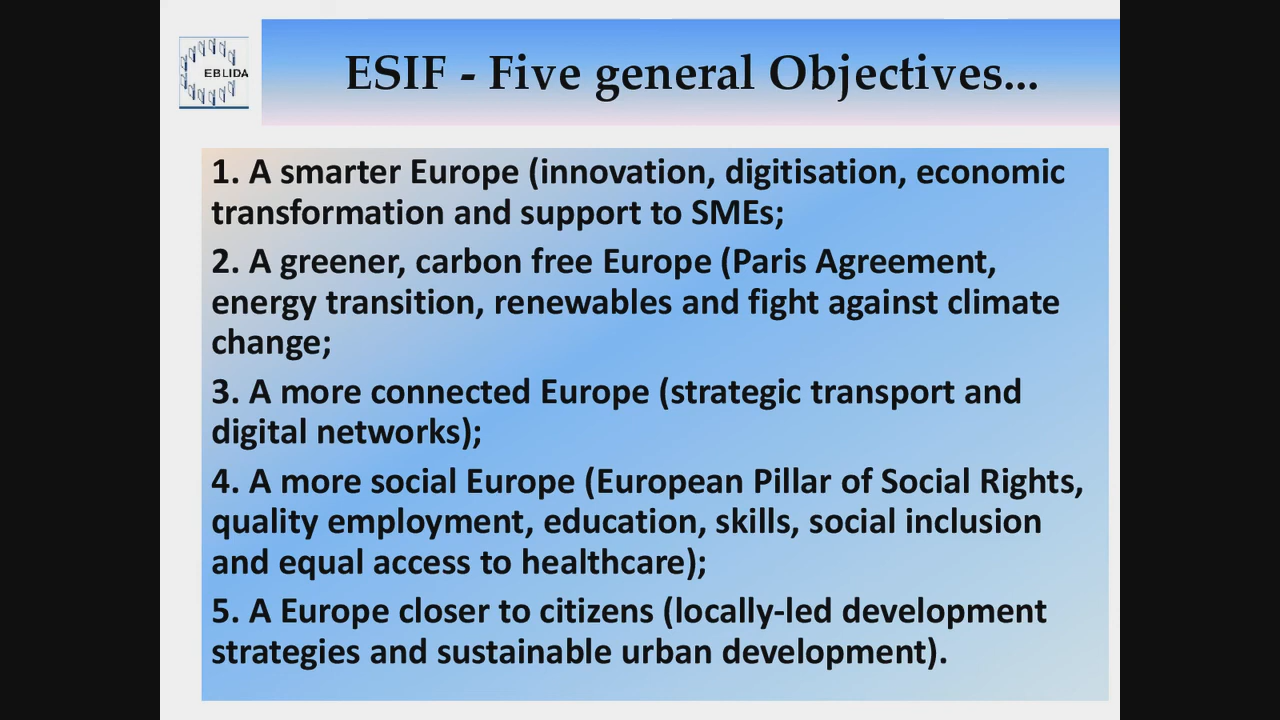 EBLIDA
ESIF - Five general Objectives...
1. A smarter Europe (innovation, digitisation, economic
transformation and support to SMEs;
2. A greener, carbon free Europe (Paris Agreement,
energy transition, renewables and fight against climate
change;
3. A more connected Europe (strategic transport and
digital networks);
4. A more social Europe (European Pillar of Social Rights,
quality employment, education, skills, social inclusion
and equal access to healthcare);
5. A Europe closer to citizens (locally-led development
strategies and sustainable urban development).